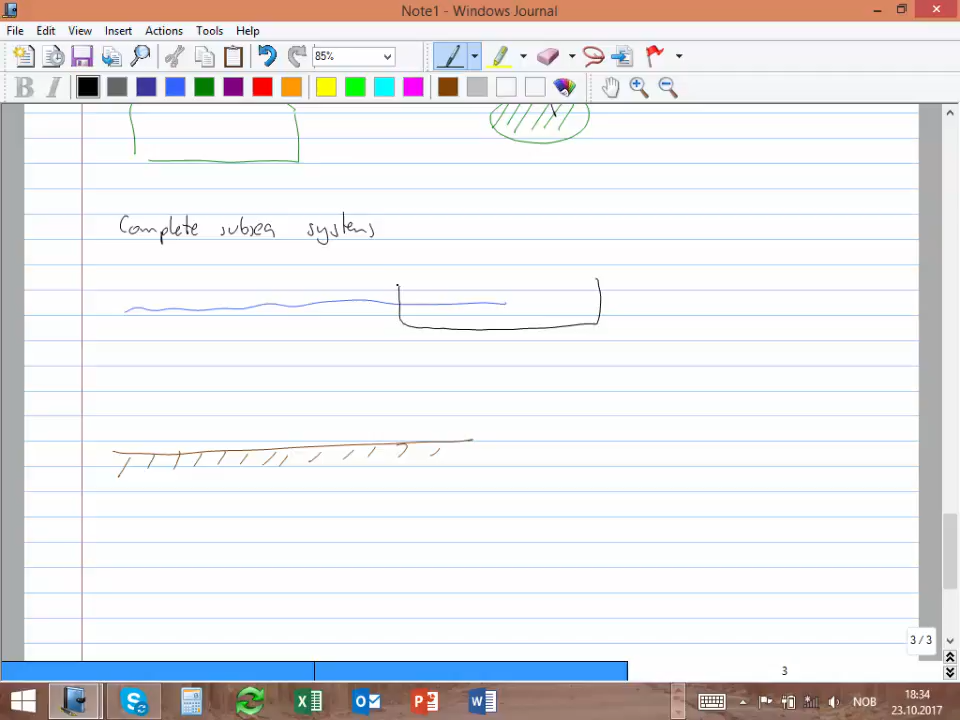 Note1 - Windows Journal
File Edit View Insert Actions Tools Help
85%
B I
Complete subsea systems
3 / 3
3
18:34
NOB
23.10.2017